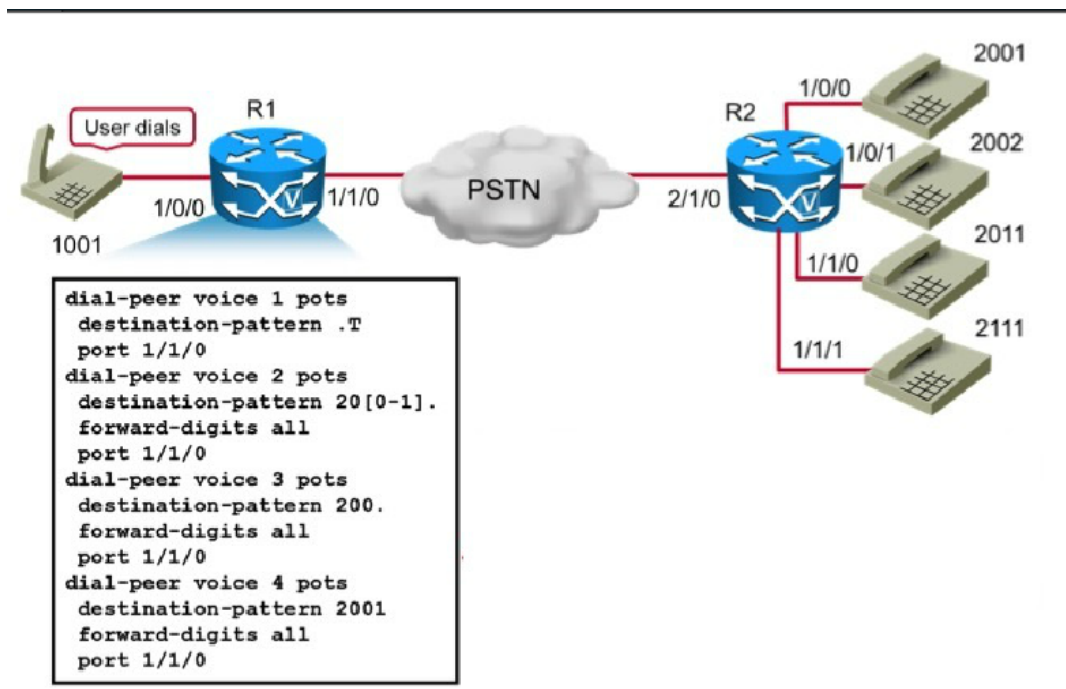 2001
1/0/0
R1
R2
User dials
1/0/1
2002
PSTN
1/0/0
1/1/0
2/1/0
1001
1/1/0
2011
1/1/1
2111
dial-peer voice 1 pots
destination-pattern .T
port 1/1/0
dial-peer voice 2 pots
destination-pattern 20[0-1].
forward-digits all
port 1/1/0
dial-peer voice 3 pots
destination-pattern 200.
forward-digits all
port 1/1/0
dial-peer voice 4 pots
destination-pattern 2001
forward-digits all
port 1/1/0
V
V